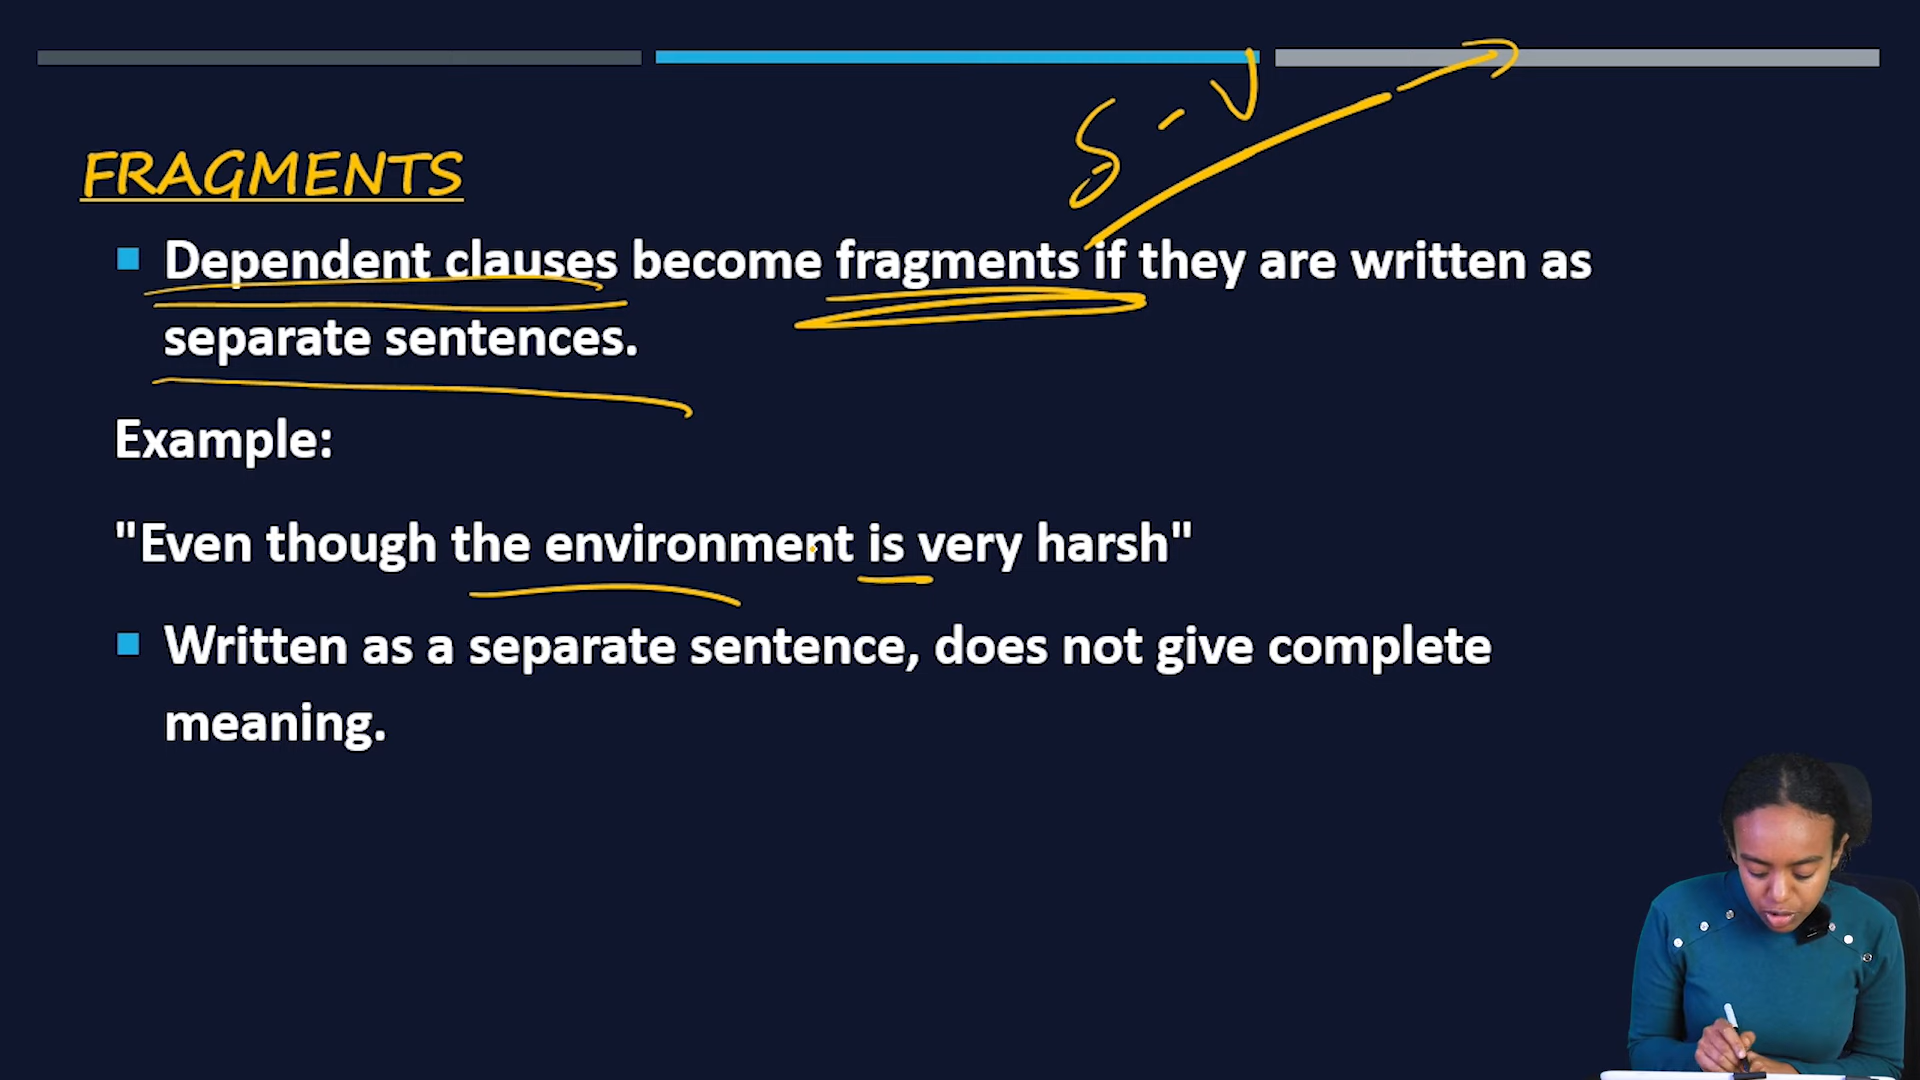 S - V
FRAGMENTS
Dependent clauses become fragments if they are written as
separate sentences.
Example:
"Even though the environment is very harsh"
Written as a separate sentence, does not give complete
meaning.